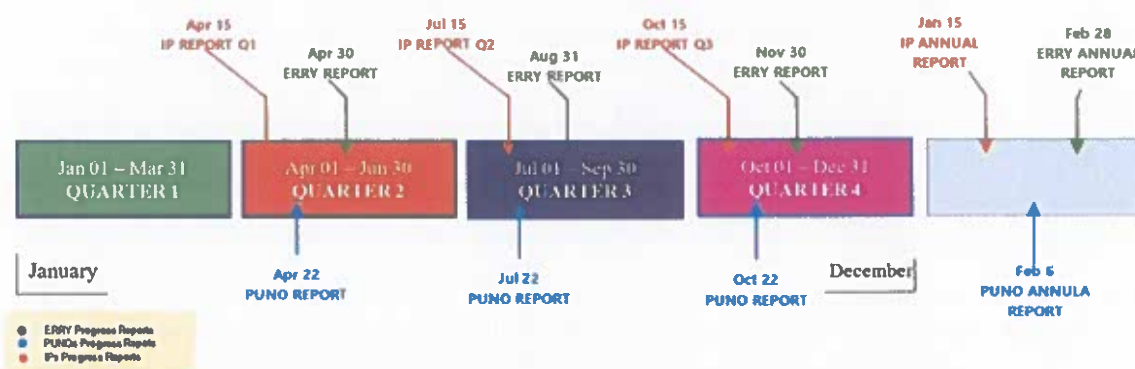 Apr 15
IP REPORT Q1
Apr 30
ERRY REPORT
Jul 15
IP REPORT Q2
Aug 31
ERRY REPORT
Oct 15
IP REPORT Q3
Nov 30
ERRY REPORT
Jan 15
IP ANNUAL
REPORT
Feb 28
ERRY ANNUAL
REPORT
Jan 01 – Mar 31
QUARTER 1
Apr 01 – Jun 30
QUARTER 2
Jul 01 – Sep 30
QUARTER 3
Oct 01 – Dec 31
QUARTER 4
January
Apr 22
PUNO REPORT
Jul 22
PUNO REPORT
Oct 22
PUNO REPORT
December
Feb 6
PUNO ANNULA
REPORT
ERRY Progress Reports
PUNOs Progress Reports
IPs Progress Reports